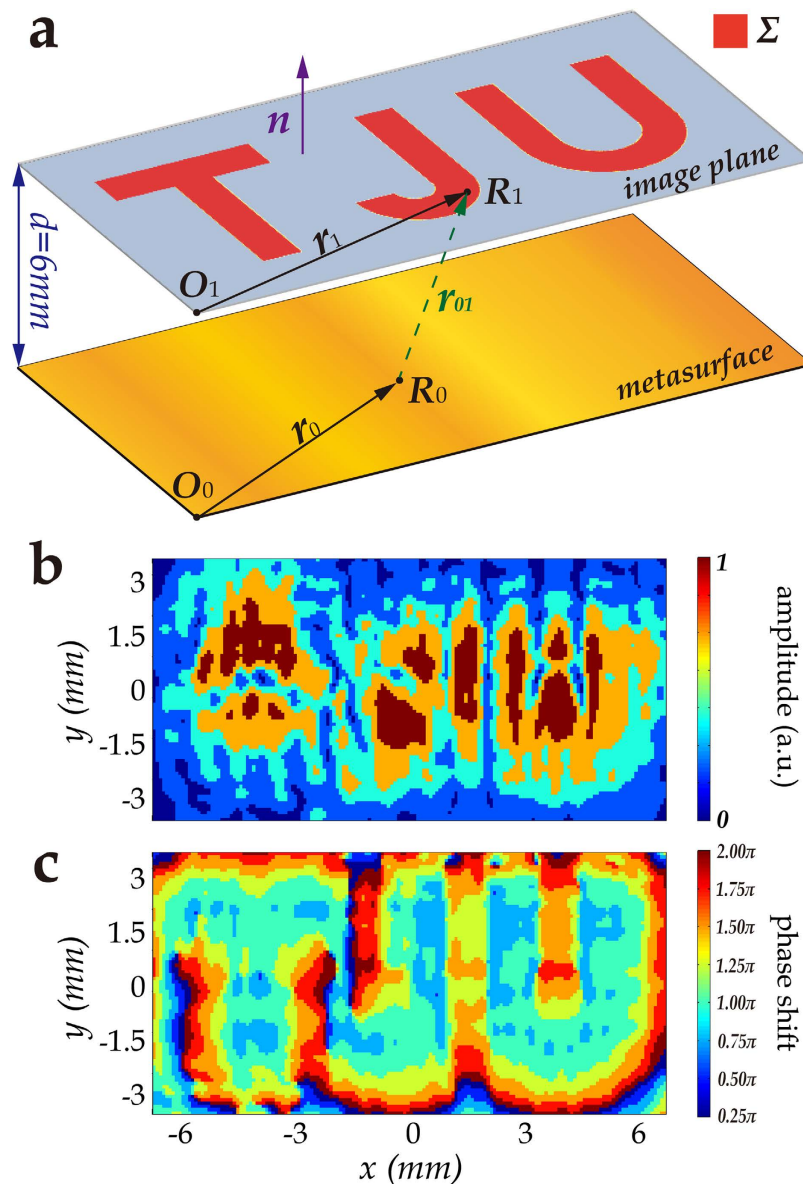 a
Σ
n
T J U
image plane
R1
r1
O1
d=6mm
r01
metasurface
R0
r0
O0
b
3
1.5
0
-1.5
-3
y (mm)
1
0
amplitude (a.u.)
c
3
1.5
0
-1.5
-3
y (mm)
2.00π
1.75π
1.50π
1.25π
1.00π
0.75π
0.50π
0.25π
phase shift
-6 -3 0 3 6
x (mm)